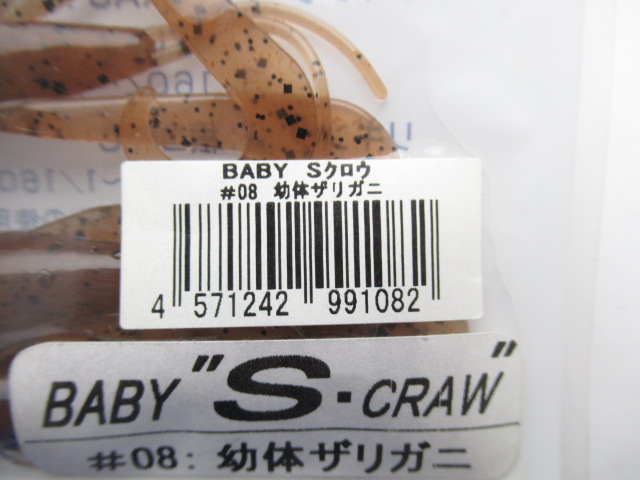 BABY Sクロウ
#08 幼体ザリガニ
4 571242 991082
BABY "S-CRAW"
#08: 幼体ザリガニ